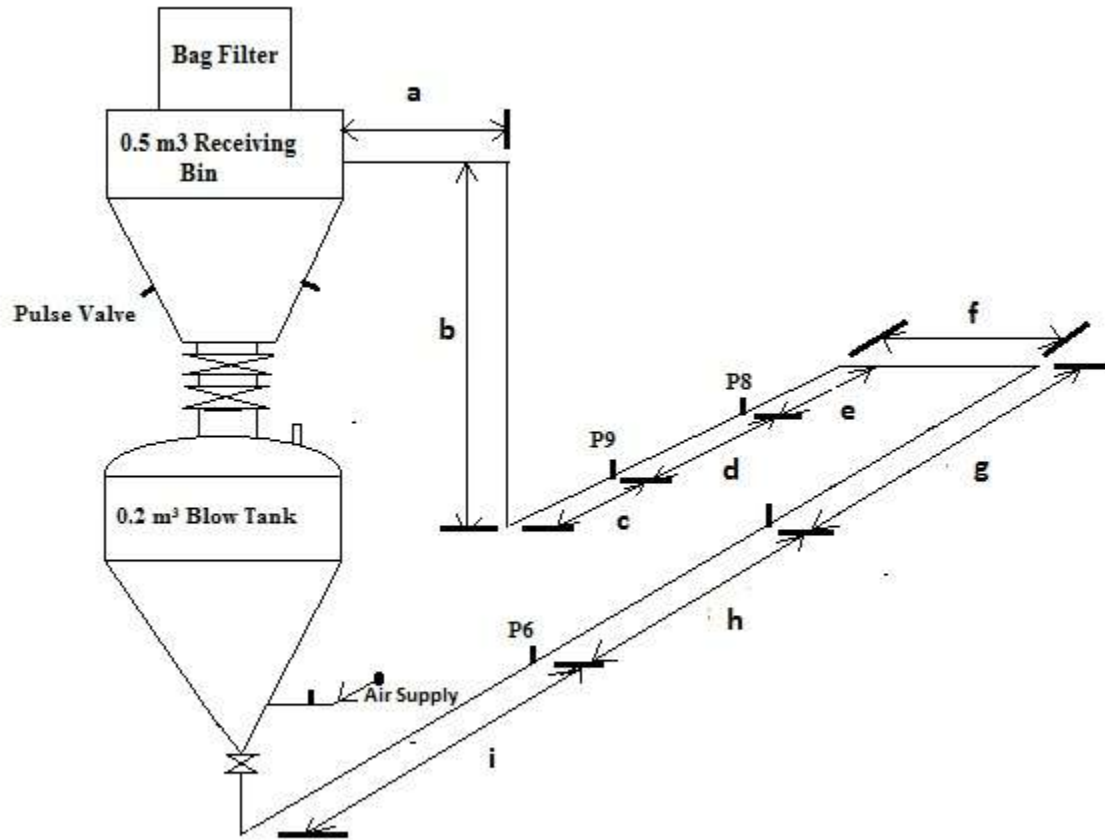 Bag Filter
a
0.5 m3 Receiving
Bin
Pulse Valve
b
f
P8
e
P9
d
g
c
0.2 m³ Blow Tank
h
P6
Air Supply
i